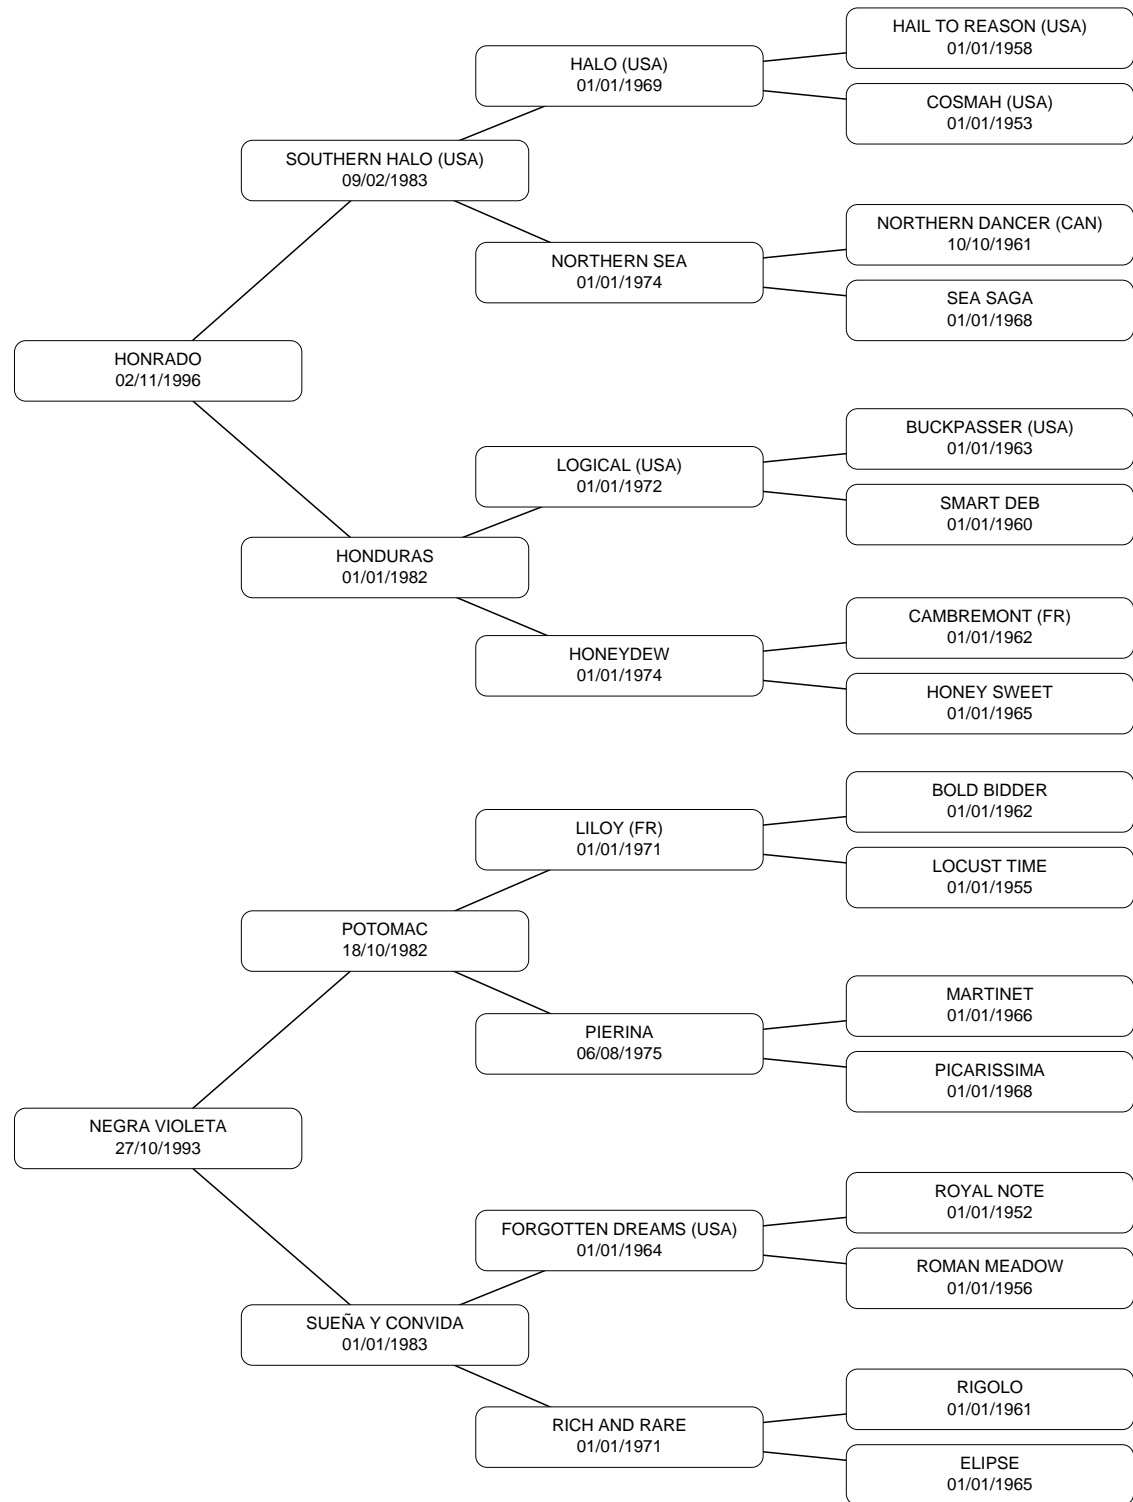 HAIL TO REASON (USA)
01/01/1958
HALO (USA)
01/01/1969
COSMAH (USA)
01/01/1953
SOUTHERN HALO (USA)
09/02/1983
NORTHERN DANCER (CAN)
10/10/1961
NORTHERN SEA
01/01/1974
SEA SAGA
01/01/1968
HONRADO
02/11/1996
BUCKPASSER (USA)
01/01/1963
LOGICAL (USA)
01/01/1972
SMART DEB
01/01/1960
HONDURAS
01/01/1982
CAMBREMONT (FR)
01/01/1962
HONEYDEW
01/01/1974
HONEY SWEET
01/01/1965
BOLD BIDDER
01/01/1962
LILOY (FR)
01/01/1971
LOCUST TIME
01/01/1955
POTOMAC
18/10/1982
MARTINET
01/01/1966
PIERINA
06/08/1975
PICARISSIMA
01/01/1968
NEGRA VIOLETA
27/10/1993
ROYAL NOTE
01/01/1952
FORGOTTEN DREAMS (USA)
01/01/1964
ROMAN MEADOW
01/01/1956
SUEÑA Y CONVIDA
01/01/1983
RIGOLO
01/01/1961
RICH AND RARE
01/01/1971
ELIPSE
01/01/1965